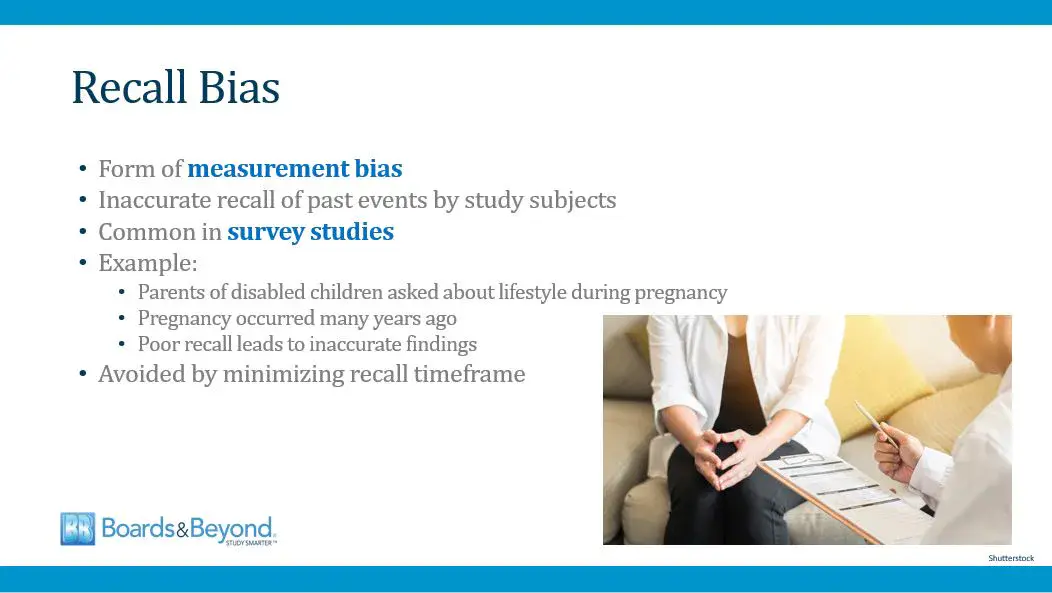 Recall Bias
• Form of measurement bias
• Inaccurate recall of past events by study subjects
• Common in survey studies
• Example:
• Parents of disabled children asked about lifestyle during pregnancy
• Pregnancy occurred many years ago
• Poor recall leads to inaccurate findings
• Avoided by minimizing recall timeframe
BB Boards&Beyond.
STUDY SMARTER™
Shutterstock